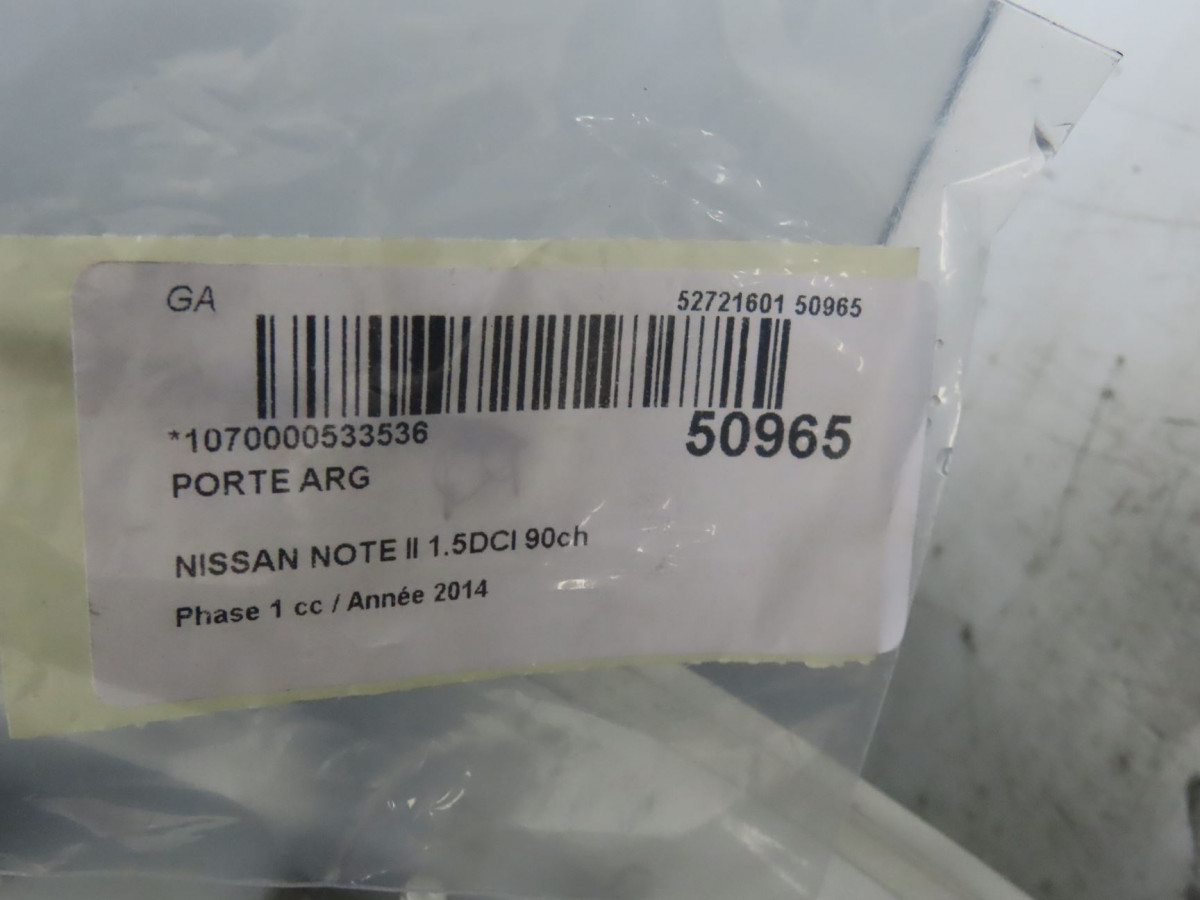 GA
52721601 50965
*1070000533536
50965
PORTE ARG
NISSAN NOTE II 1.5DCI 90ch
Phase 1 cc / Année 2014